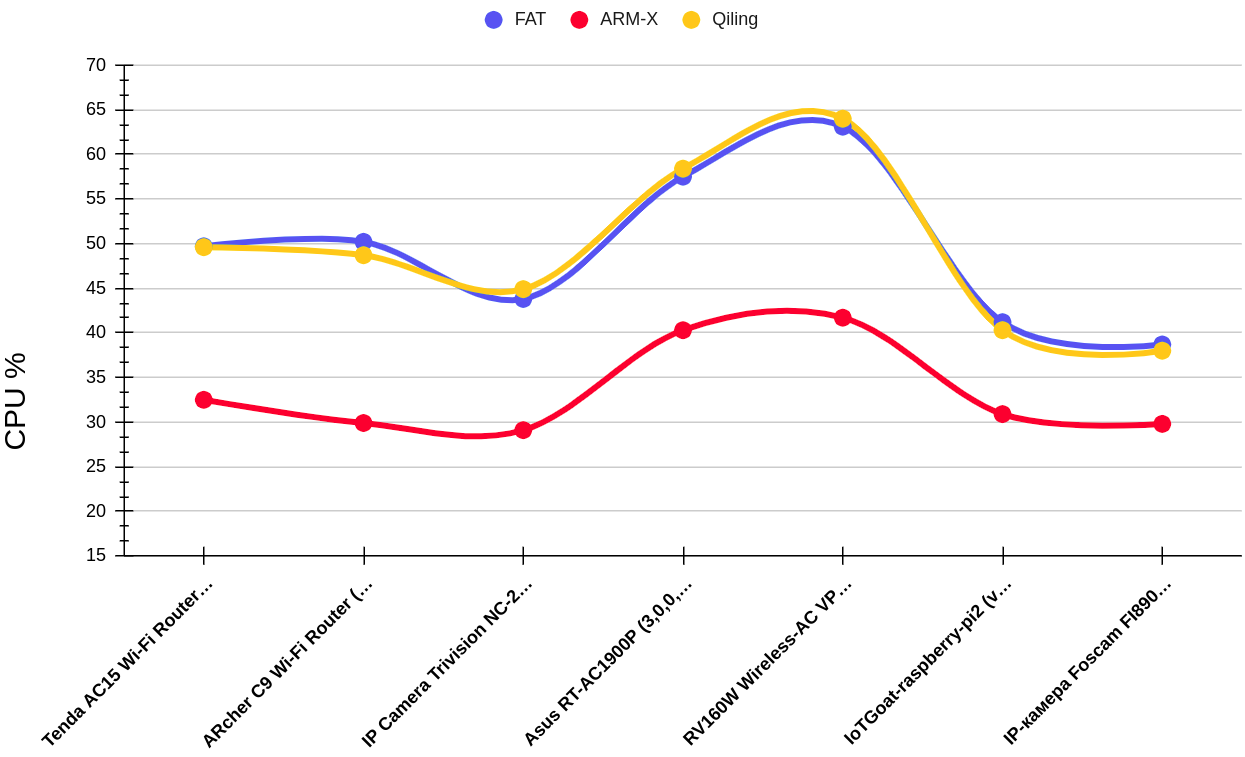 FAT ARM-X Qiling
CPU %
70
65
60
55
50
45
40
35
30
25
20
15
Tenda AC15 Wi-Fi Router…
ARcher C9 Wi-Fi Router (…
IP Camera Trivision NC-2…
Asus RT-AC1900P (3,0,0,…
RV160W Wireless-AC VP…
IoTGoat-raspberry-pi2 (v…
IP-камера Foscam FI890…